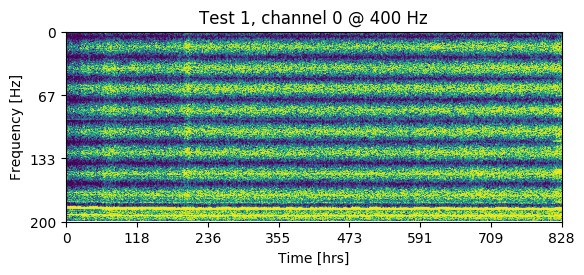 Test 1, channel 0 @ 400 Hz
Frequency [Hz]
0
67
133
200
0 118 236 355 473 591 709 828
Time [hrs]